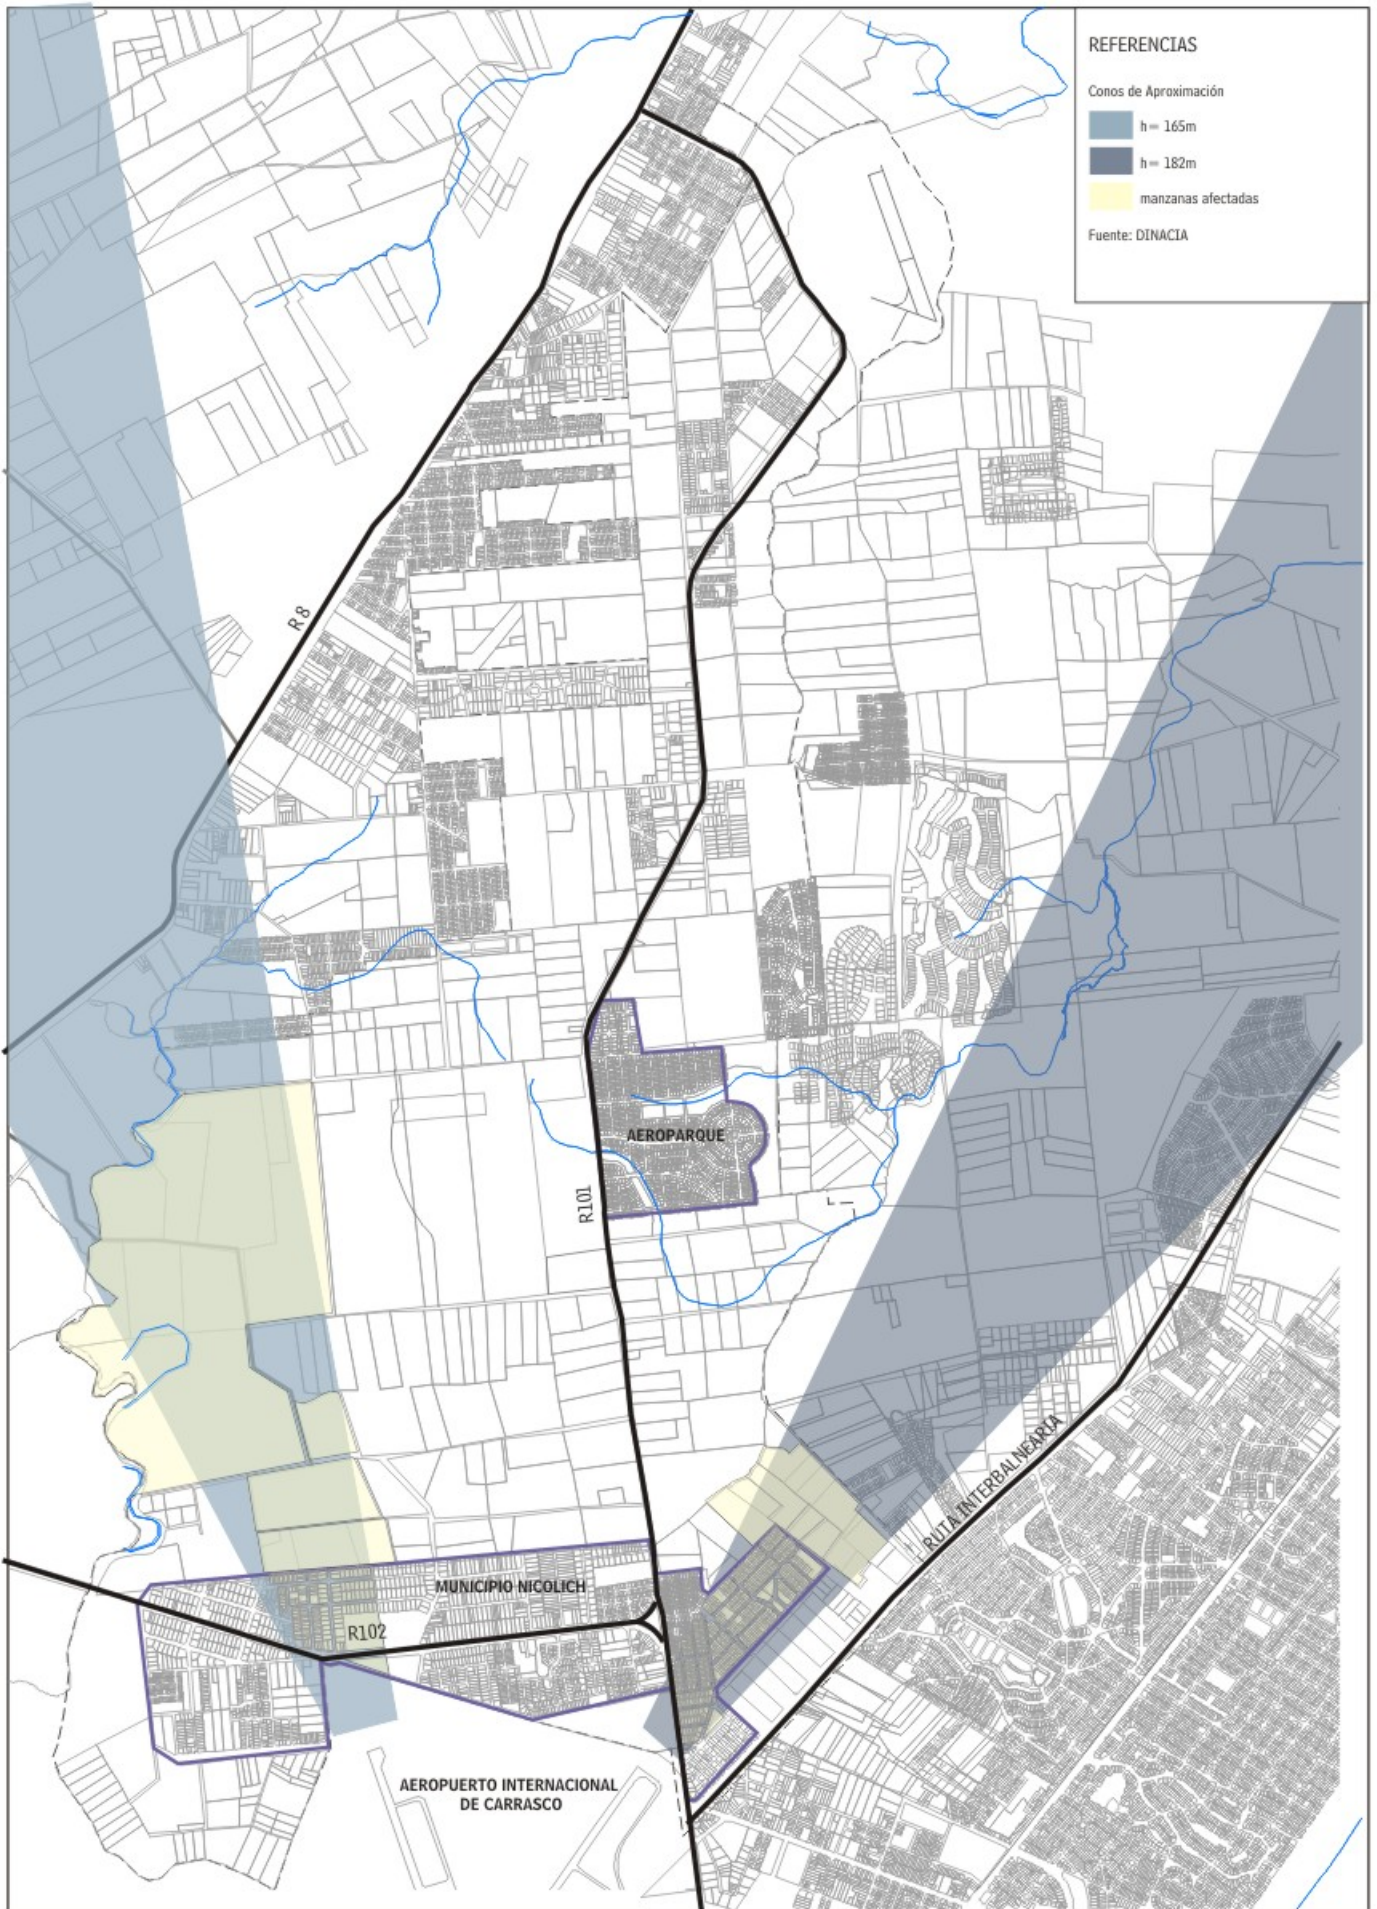 REFERENCIAS
Conos de Aproximación
h= 165m
h= 182m
manzanas afectadas
Fuente: DINACIA
R 8
AEROPARQUE
R101
RUTA INTERBALNEARIA
MUNICIPIO NICOLICH
R102
AEROPUERTO INTERNACIONAL
DE CARRASCO